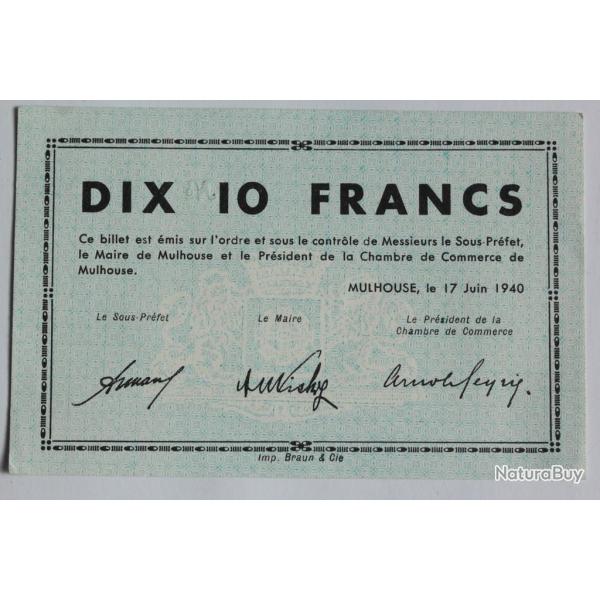 DIX 10 FRANCS
Ce billet est émis sur l'ordre et sous le contrôle de Messieurs le Sous-Préfet,
le Maire de Mulhouse et le Président de la Chambre de Commerce de
Mulhouse.
MULHOUSE, le 17 Juin 1940
Le Sous-Préfet
Le Maire
Le Président de la
Chambre de Commerce
Imp. Braun & Cie
NaturaBuy